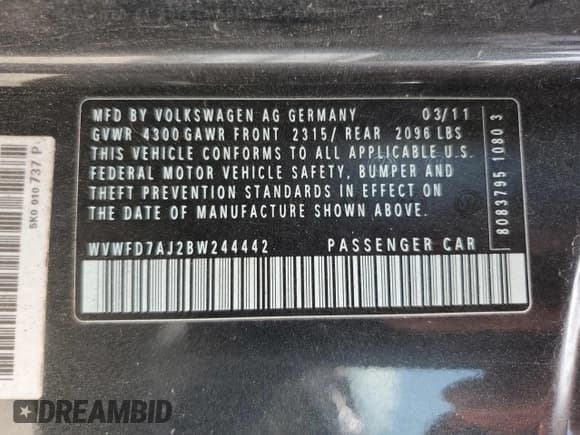 MFD BY VOLKSWAGEN AG GERMANY 03/11
GVWR 4300 GAWR FRONT 2315/ REAR 2096 LBS
THIS VEHICLE CONFORMS TO ALL APPLICABLE U.S.
FEDERAL MOTOR VEHICLE SAFETY, BUMPER AND
THEFT PREVENTION STANDARDS IN EFFECT ON
THE DATE OF MANUFACTURE SHOWN ABOVE.
WVWFD7AJ2BW244442 PASSENGER CAR
8083795 1080 3
5K0 010 737 P
DREAMBID